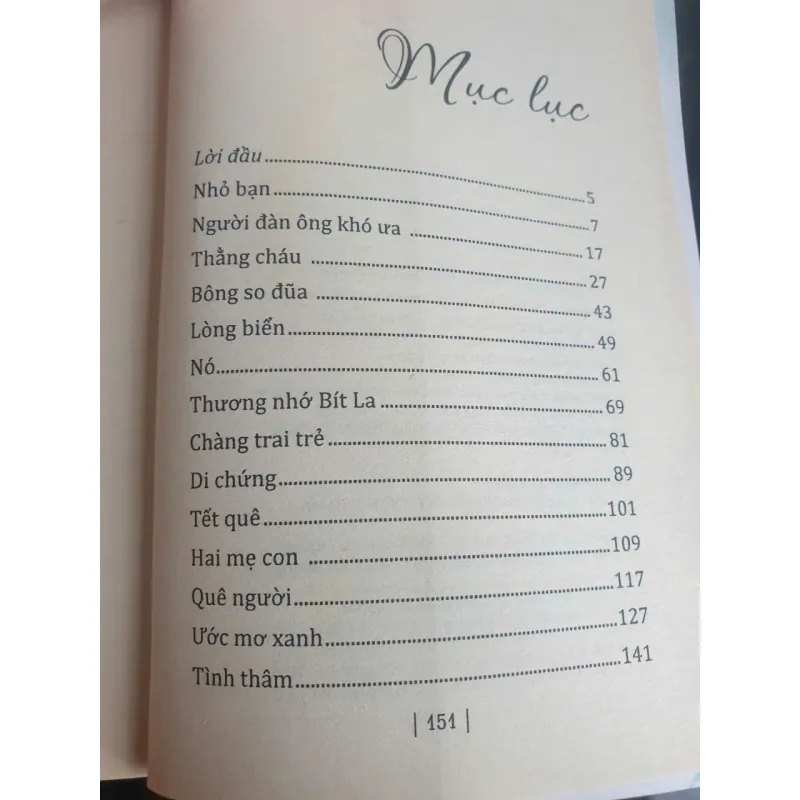 Mục lục
Lời đầu..........5
Nhỏ bạn..........7
Người đàn ông khó ưa ..........17
Thằng cháu ..........27
Bông so đũa ..........43
Lòng biển..........49
Nó..........61
Thương nhớ Bít La..........69
Chàng trai trẻ..........81
Di chứng..........89
Tết quê..........101
Hai mẹ con ..........109
Quê người..........117
Ước mơ xanh..........127
Tình thâm..........141
| 151 |